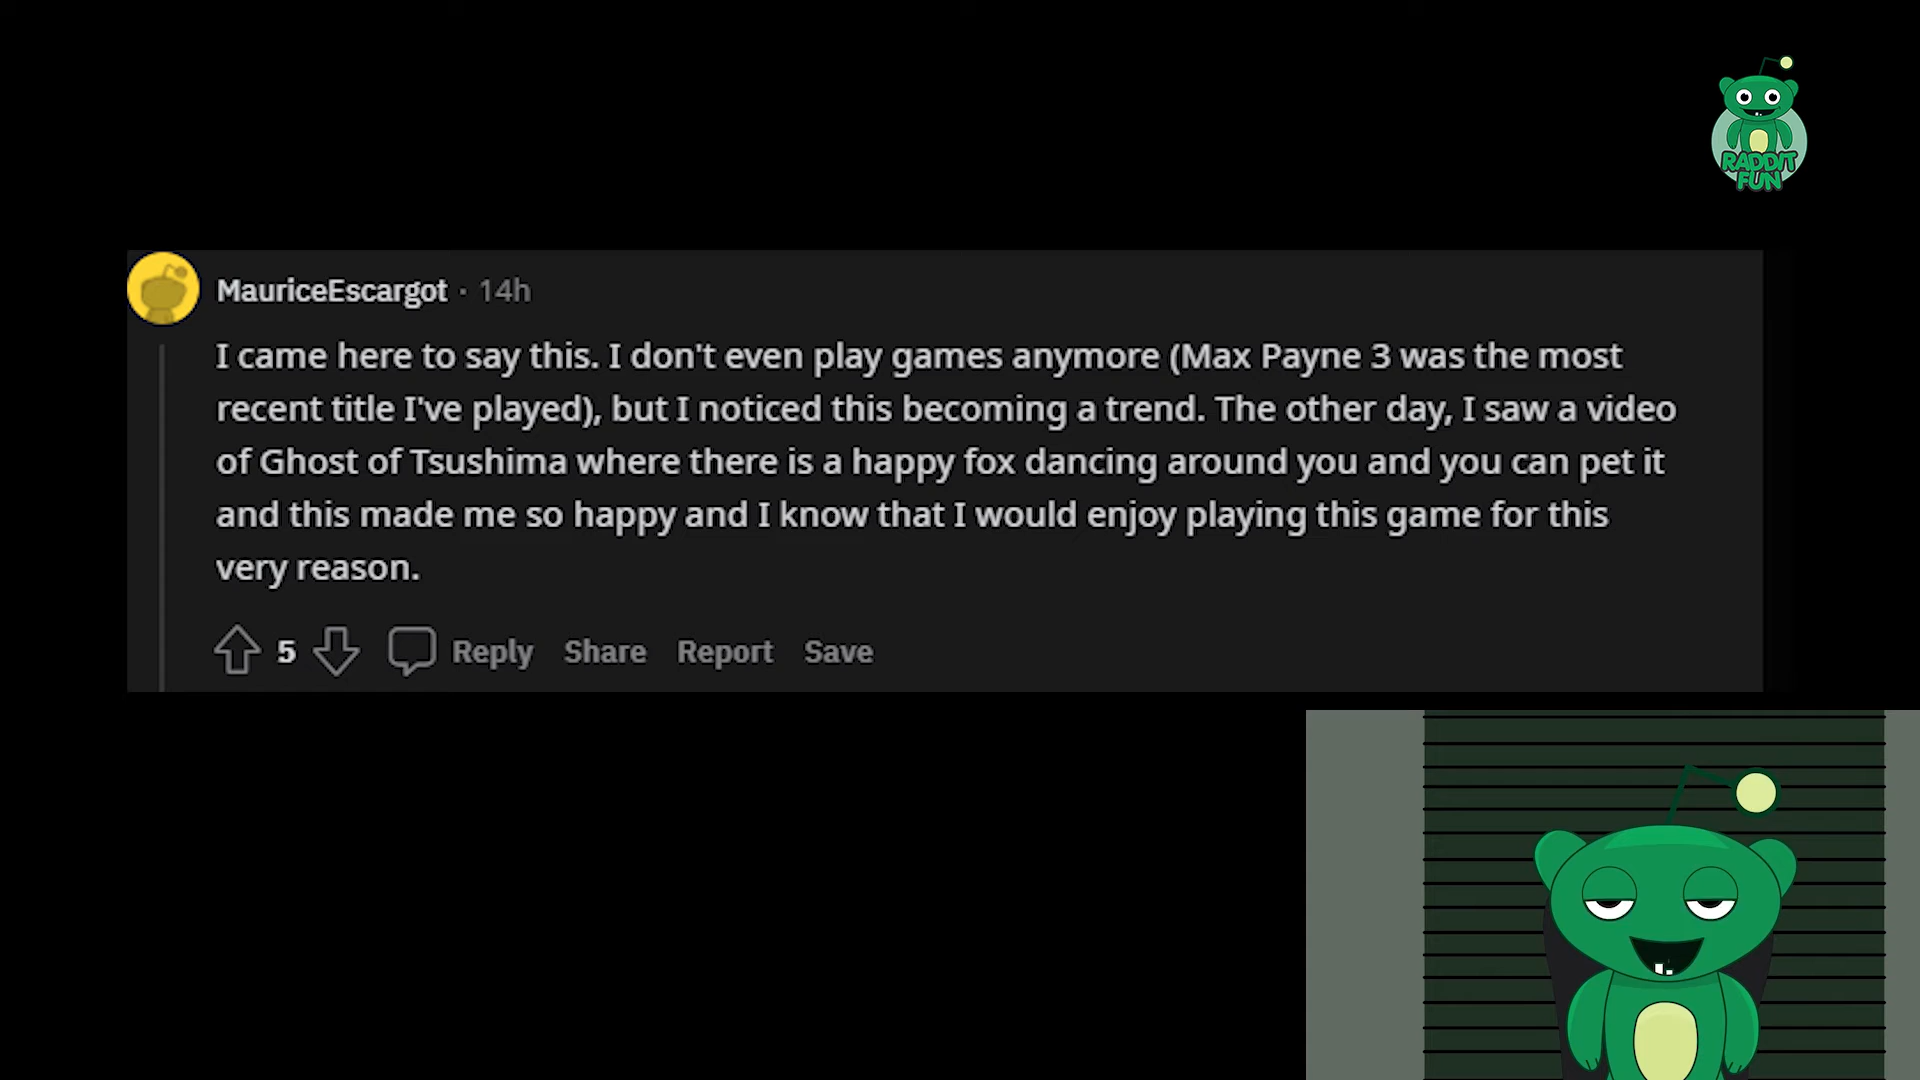 RADDIT
FUN
MauriceEscargot · 14h
I came here to say this. I don't even play games anymore (Max Payne 3 was the most
recent title I've played), but I noticed this becoming a trend. The other day, I saw a video
of Ghost of Tsushima where there is a happy fox dancing around you and you can pet it
and this made me so happy and I know that I would enjoy playing this game for this
very reason.
5 Reply Share Report Save